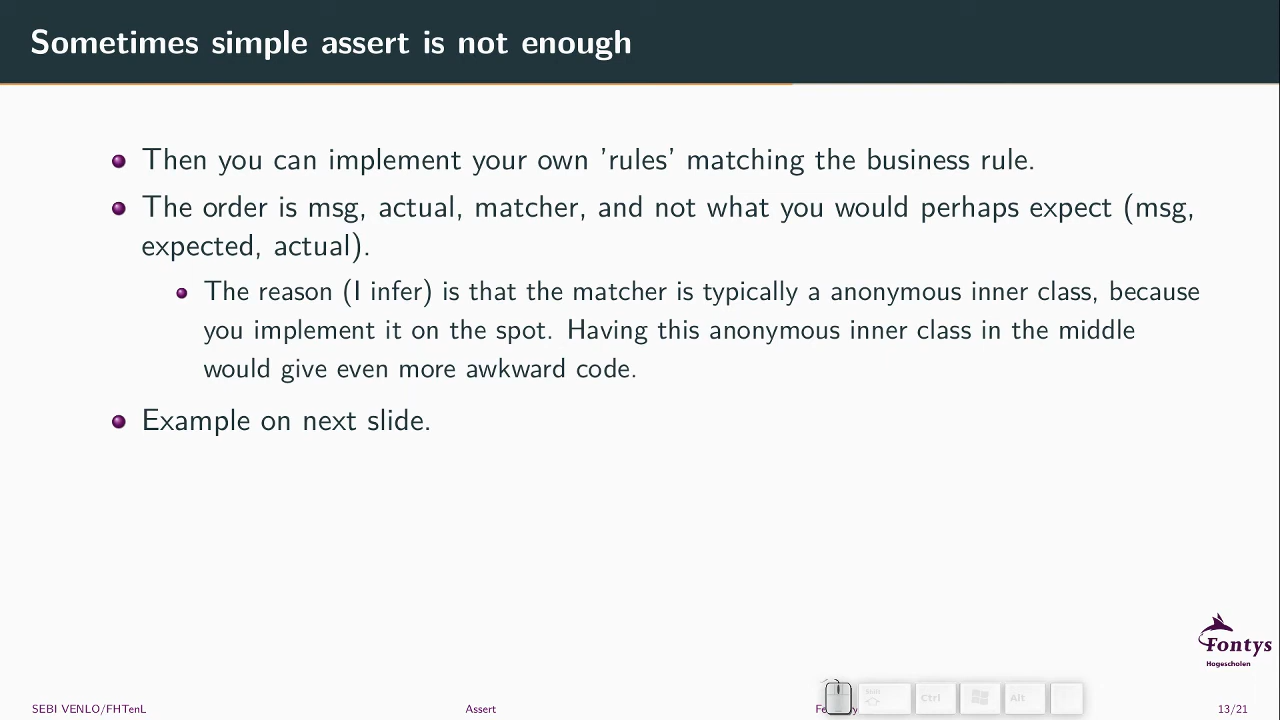 Sometimes simple assert is not enough
Then you can implement your own 'rules' matching the business rule.
The order is msg, actual, matcher, and not what you would perhaps expect (msg,
expected, actual).
The reason (I infer) is that the matcher is typically a anonymous inner class, because
you implement it on the spot. Having this anonymous inner class in the middle
would give even more awkward code.
Example on next slide.
Fontys
Hogescholen
SEBI VENLO/FHTenL
Assert
Shift
Ctrl
Alt
13/21